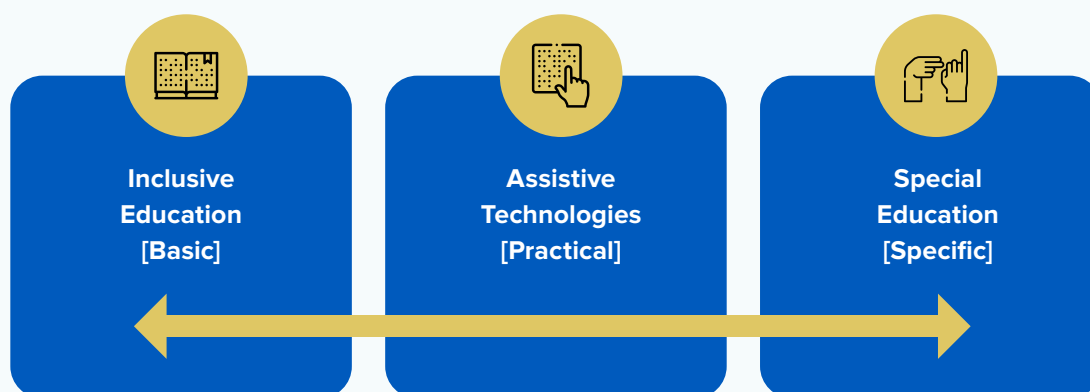 Inclusive
Education
[Basic]
Assistive
Technologies
[Practical]
Special
Education
[Specific]